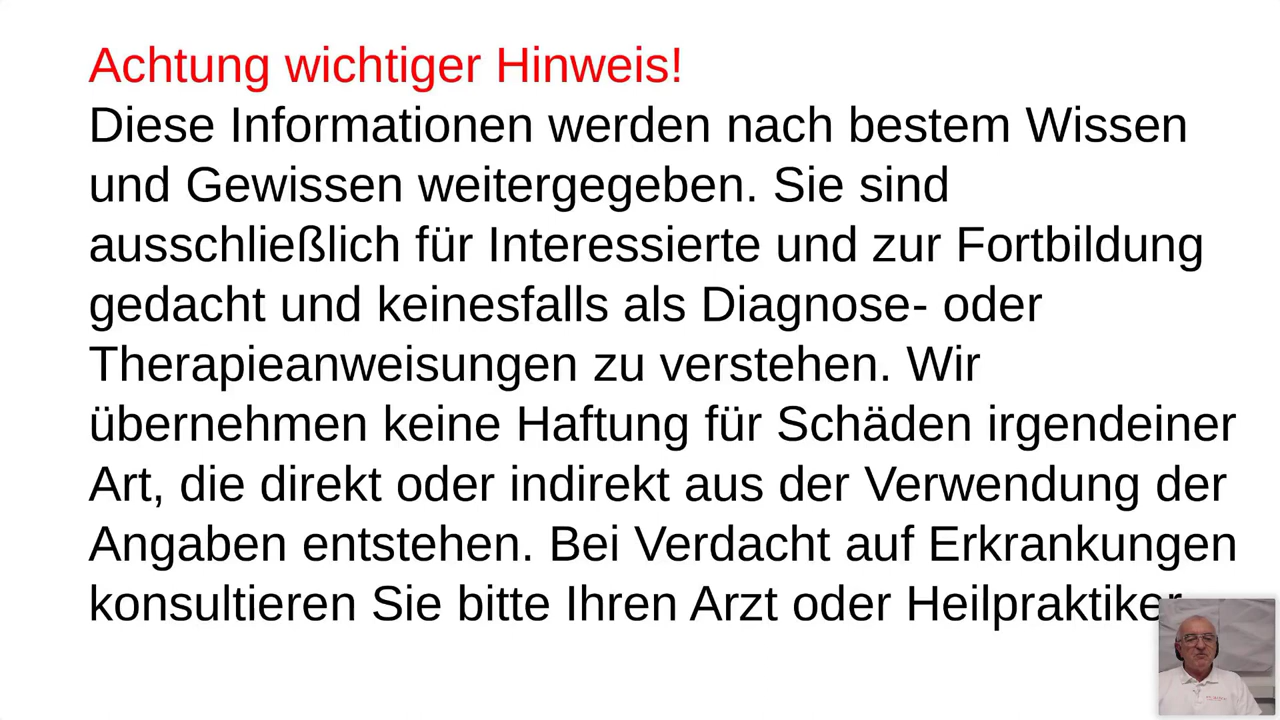 Achtung wichtiger Hinweis!
Diese Informationen werden nach bestem Wissen
und Gewissen weitergegeben. Sie sind
ausschließlich für Interessierte und zur Fortbildung
gedacht und keinesfalls als Diagnose- oder
Therapieanweisungen zu verstehen. Wir
übernehmen keine Haftung für Schäden irgendeiner
Art, die direkt oder indirekt aus der Verwendung der
Angaben entstehen. Bei Verdacht auf Erkrankungen
konsultieren Sie bitte Ihren Arzt oder Heilpraktiker